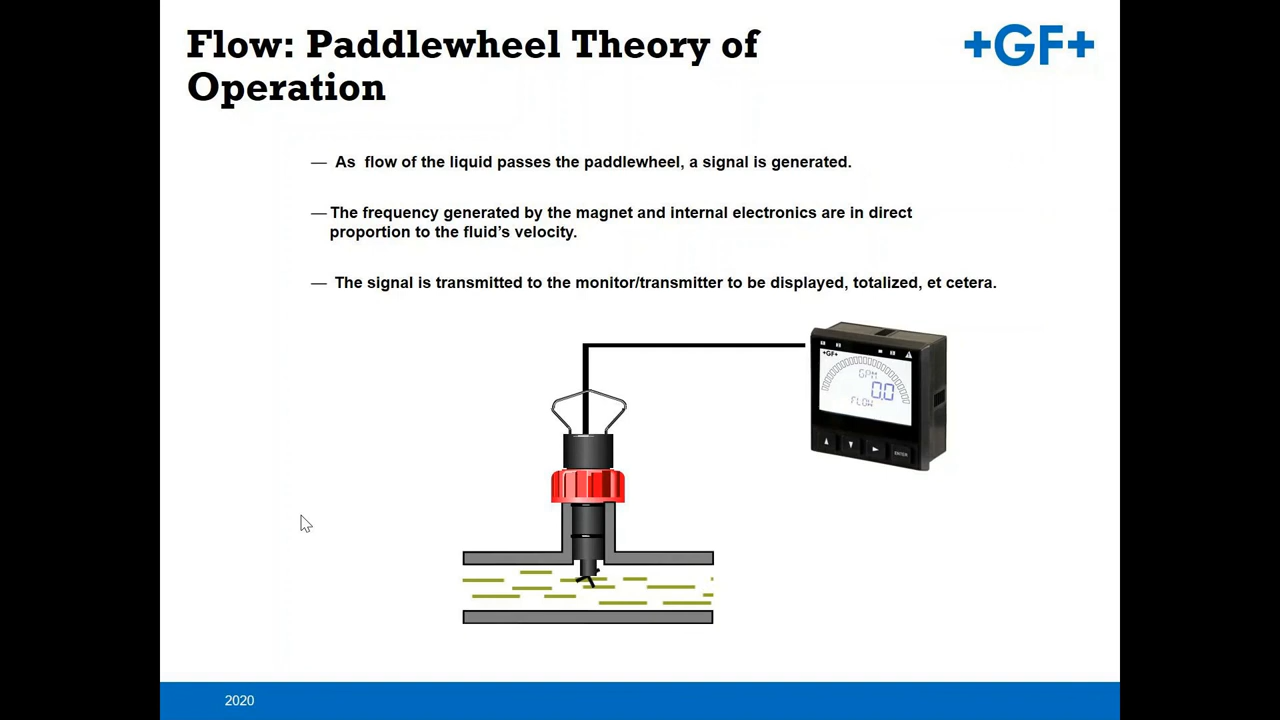 Flow: Paddlewheel Theory of
Operation
+GF+
— As flow of the liquid passes the paddlewheel, a signal is generated.
— The frequency generated by the magnet and internal electronics are in direct
proportion to the fluid's velocity.
— The signal is transmitted to the monitor/transmitter to be displayed, totalized, et cetera.
+GF+
GPM
0.0
FLOW
ENTER
2020